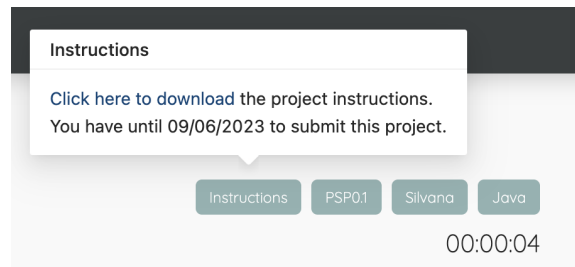 Instructions
Click here to download the project instructions.
You have until 09/06/2023 to submit this project.
Instructions PSP0.1 Silvana Java
00:00:04